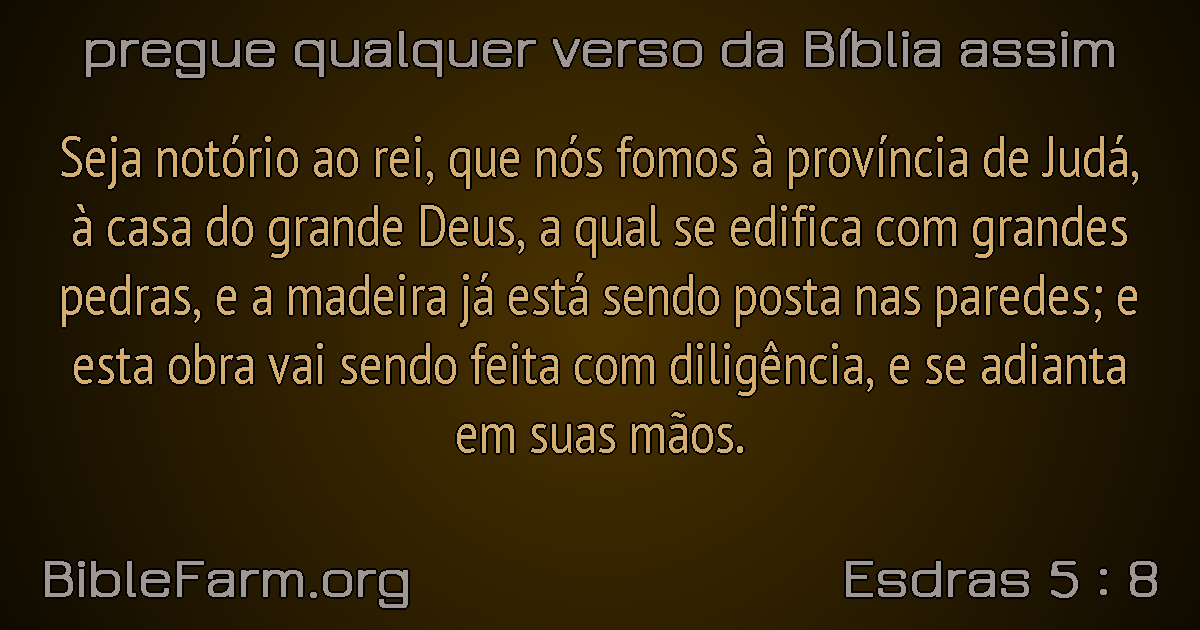 pregue qualquer verso da Bíblia assim
Seja notório ao rei, que nós fomos à província de Judá,
à casa do grande Deus, a qual se edifica com grandes
pedras, e a madeira já está sendo posta nas paredes; e
esta obra vai sendo feita com diligência, e se adianta
em suas mãos.
BibleFarm.org
Esdras 5 : 8